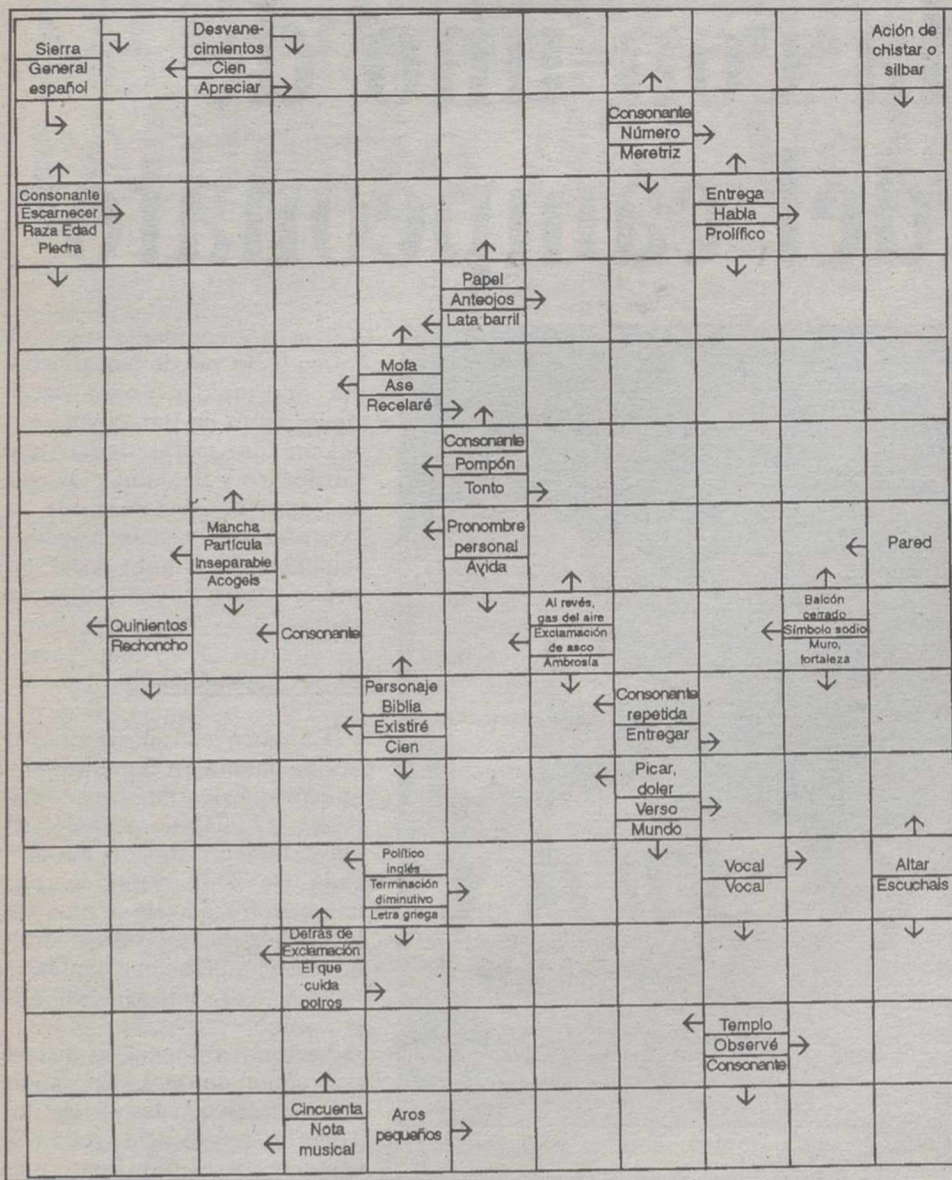 Sierra
General
español
Desvane-
cimientos
Cien
Apreciar
Ación de
chistar o
silbar
Consonante
Número
Meretriz
Consonante
Escarnecer
Raza Edad
Piedra
Entrega
Habla
Prolífico
Papel
Anteojos
Lata barril
Mofa
Ase
Recelaré
Consonante
Pompón
Tonto
Mancha
Partícula
Inseparable
Acogeis
Pronombre
personal
Avida
Pared
Quinientos
Rechoncho
Consonante
Al revés,
gas del aire
Exclamación
de asco
Ambrosía
Balcón
cerrado
Símbolo sodio
Muro,
fortaleza
Personaje
Biblia
Existiré
Cien
Consonante
repetida
Entregar
Picar,
doler
Verso
Mundo
Político
inglés
Terminación
diminutivo
Letra griega
Vocal
Vocal
Altar
Escuchais
Detrás de
Exclamación
El que
cuida
potros
Templo
Observé
Consonante
Cincuenta
Nota
musical
Aros
pequeños